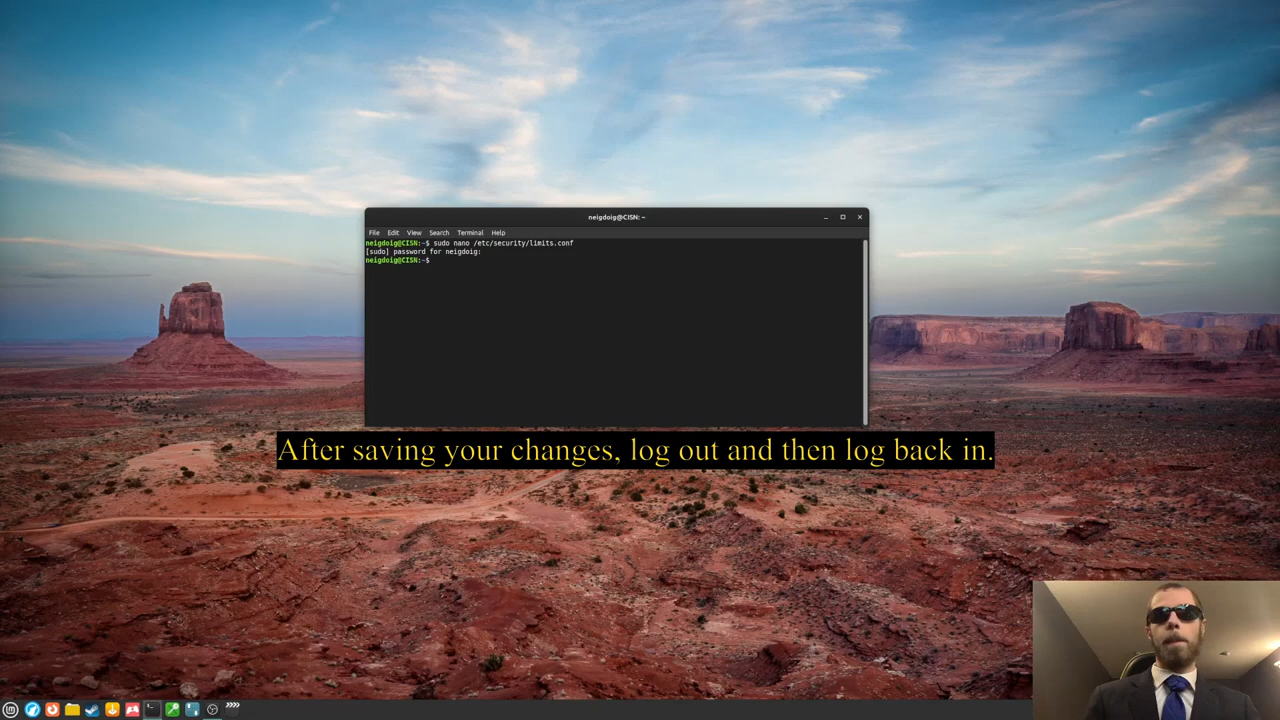 neigdoig@CISN: ~
File Edit View Search Terminal Help
neigdoig@CISN:~$ sudo nano /etc/security/limits.conf
[sudo] password for neigdoig:
neigdoig@CISN:~$
After saving your changes, log out and then log back in.